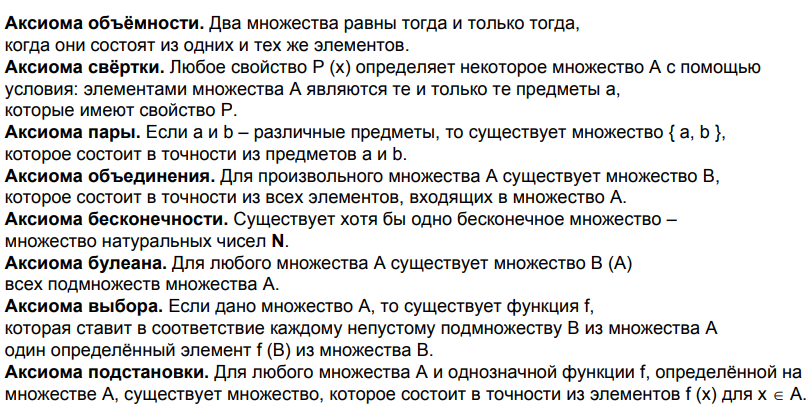 Аксиома объёмности. Два множества равны тогда и только тогда,
когда они состоят из одних и тех же элементов.
Аксиома свёртки. Любое свойство P (x) определяет некоторое множество A с помощью
условия: элементами множества A являются те и только те предметы a,
которые имеют свойство P.
Аксиома пары. Если a и b – различные предметы, то существует множество { a, b },
которое состоит в точности из предметов a и b.
Аксиома объединения. Для произвольного множества A существует множество B,
которое состоит в точности из всех элементов, входящих в множество A.
Аксиома бесконечности. Существует хотя бы одно бесконечное множество –
множество натуральных чисел N.
Аксиома булеана. Для любого множества A существует множество B (A)
всех подмножеств множества A.
Аксиома выбора. Если дано множество A, то существует функция f,
которая ставит в соответствие каждому непустому подмножеству B из множества A
один определённый элемент f (B) из множества B.
Аксиома подстановки. Для любого множества A и однозначной функции f, определённой на
множестве A, существует множество, которое состоит в точности из элементов f (x) для x ∈ A.